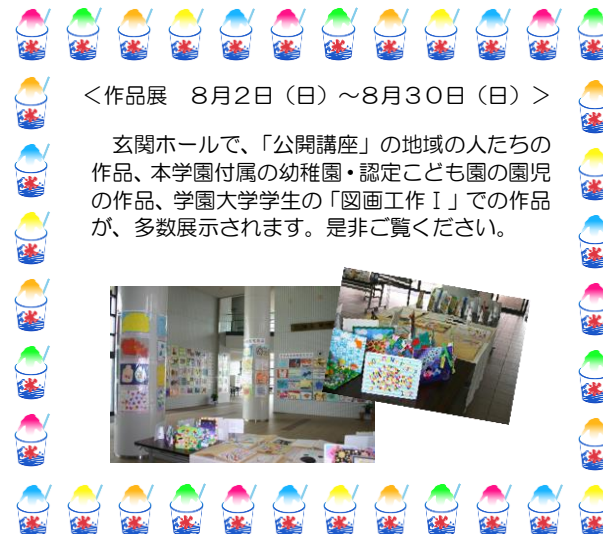 ＜作品展　８月２日（日）～８月３０日（日）＞
玄関ホールで、「公開講座」の地域の人たちの
作品、本学園付属の幼稚園・認定こども園の園児
の作品、学園大学学生の「図画工作Ⅰ」での作品
が、多数展示されます。是非ご覧ください。